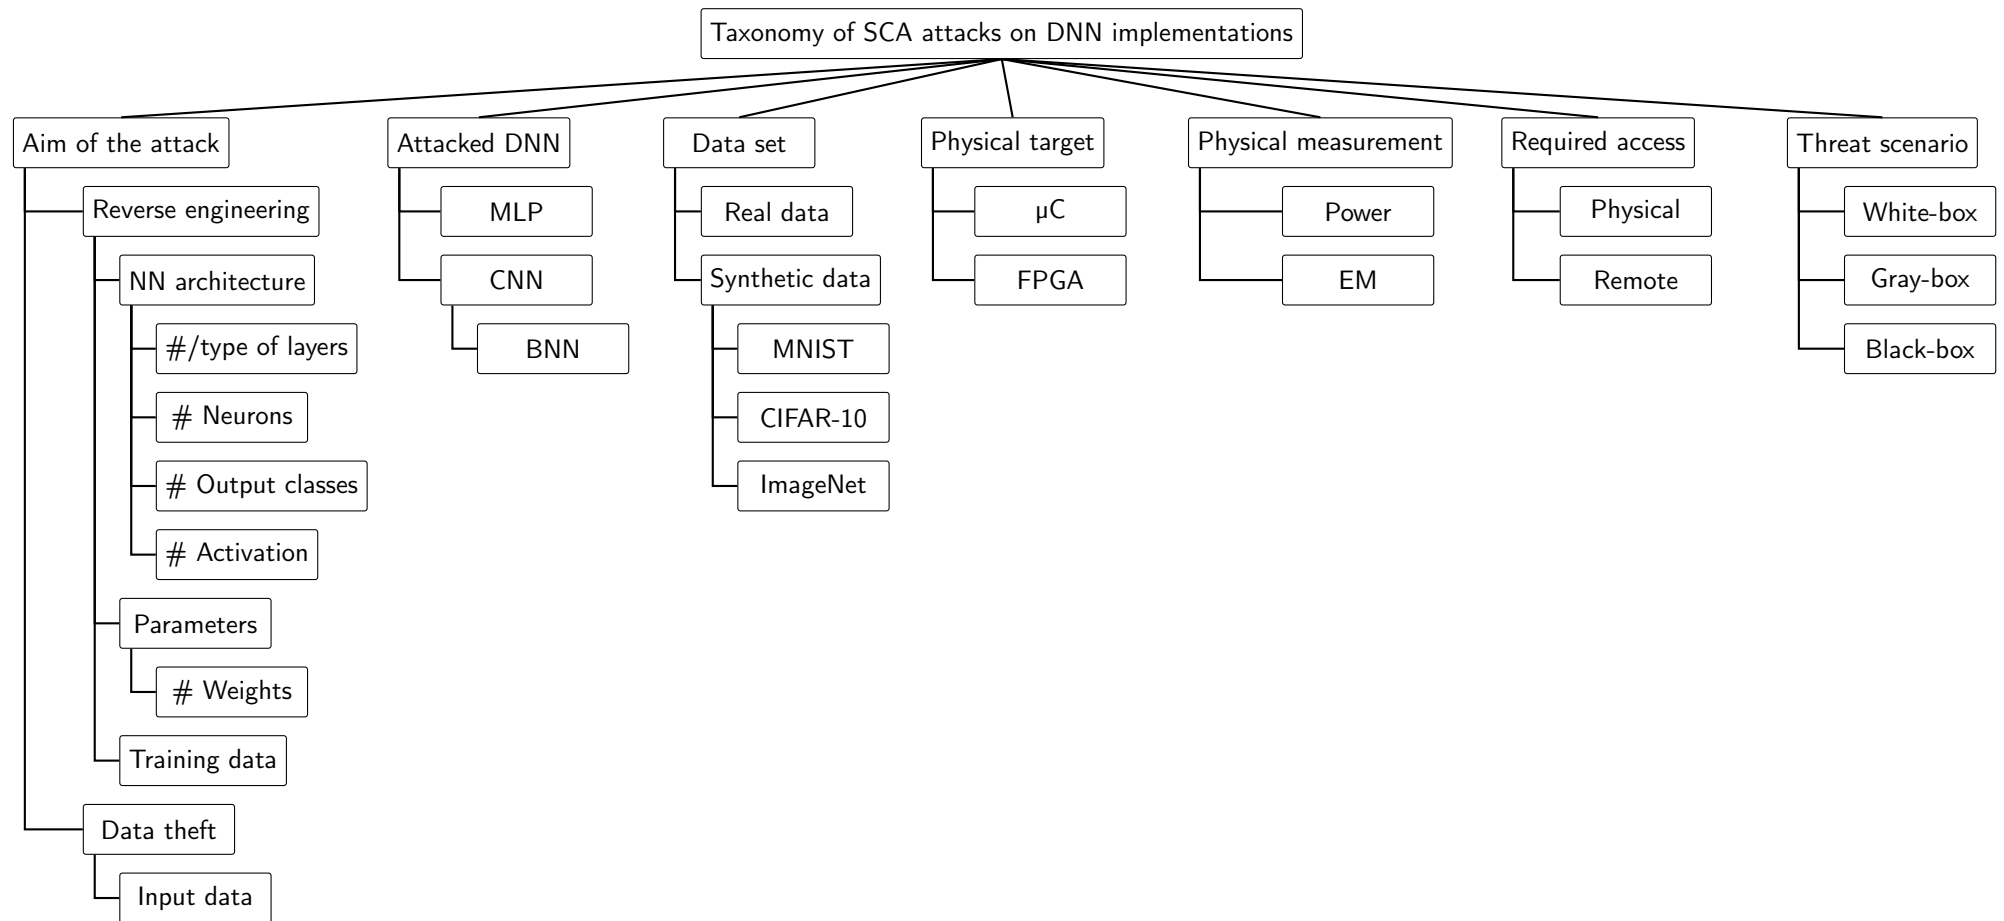 Taxonomy of SCA attacks on DNN implementations
Aim of the attack
Reverse engineering
NN architecture
#/type of layers
# Neurons
# Output classes
# Activation
Parameters
# Weights
Training data
Data theft
Input data
Attacked DNN
MLP
CNN
BNN
Data set
Real data
Synthetic data
MNIST
CIFAR-10
ImageNet
Physical target
µC
FPGA
Physical measurement
Power
EM
Required access
Physical
Remote
Threat scenario
White-box
Gray-box
Black-box